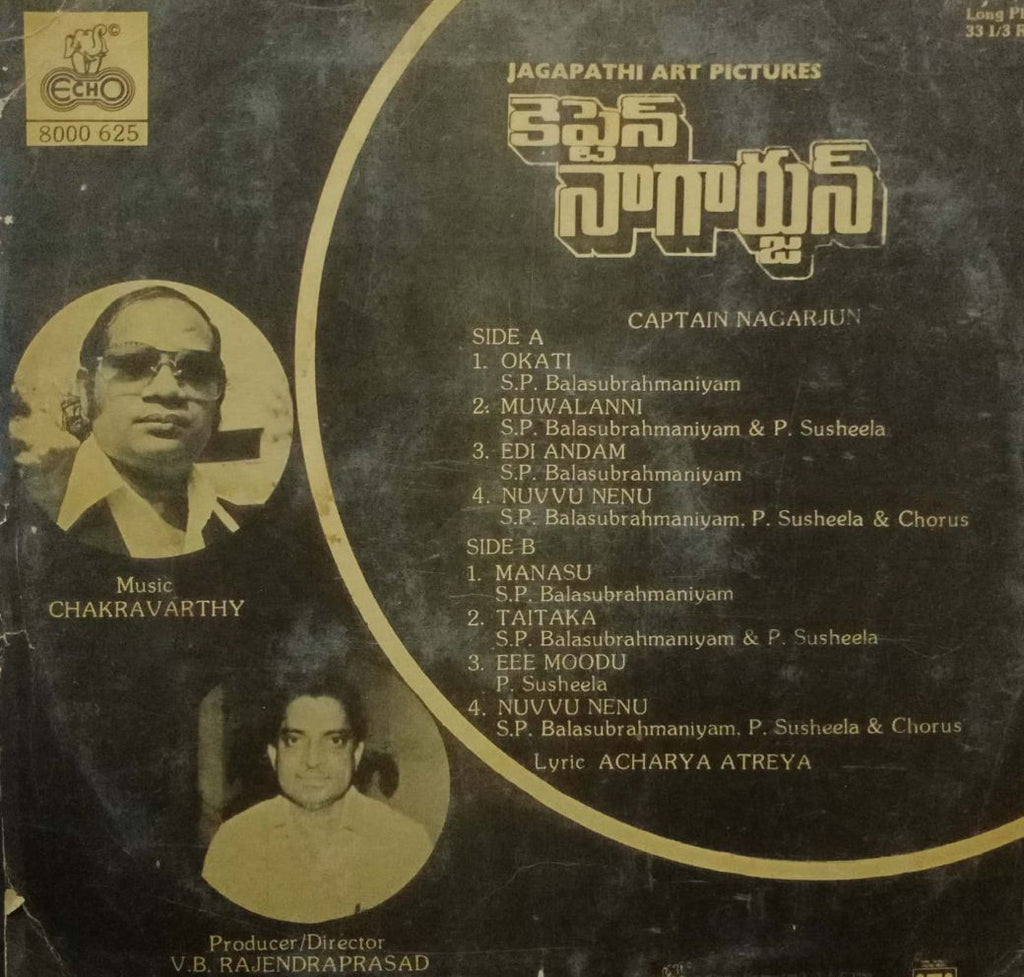 ECHO
8000 625
Long
33 1/3
JAGAPATHI ART PICTURES
కెప్టెన్
నాగార్జున్
CAPTAIN NAGARJUN
SIDE A
1. OKATI
S.P. Balasubrahmaniyam
2: MUWALANNI
S.P. Balasubrahmaniyam & P. Susheela
3. EDI ANDAM
S.P. Balasubrahmaniyam
4. NUVVU NENU
S.P. Balasubrahmaniyam, P. Susheela & Chorus
SIDE B
1. MANASU
S.P. Balasubrahmaniyam
2. TAITAKA
S.P. Balasubrahmaniyam & P. Susheela
3. EEE MOODU
P. Susheela
4. NUVVU NENU
S.P. Balasubrahmaniyam, P. Susheela & Chorus
Lyric ACHARYA ATREYA
Music
CHAKRAVARTHY
Producer/Director
V.B. RAJENDRAPRASAD